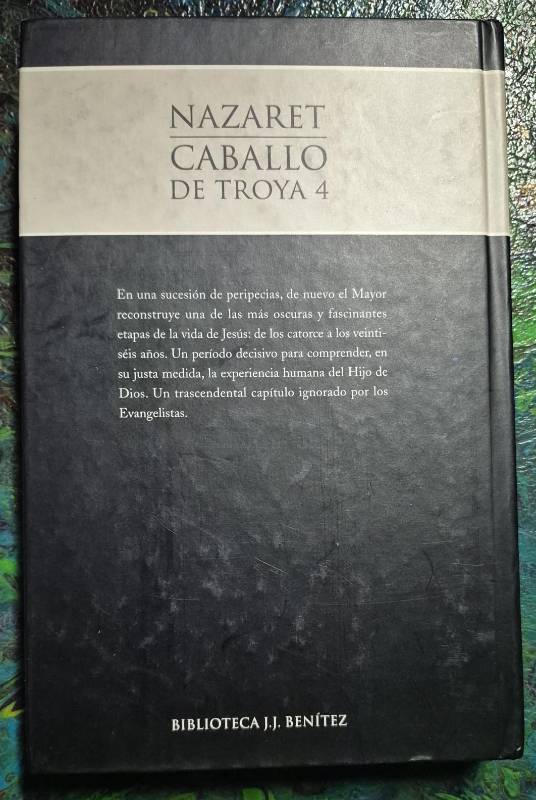 NAZARET
CABALLO
DE TROYA 4
En una sucesión de peripecias, de nuevo el Mayor
reconstruye una de las más oscuras y fascinantes
etapas de la vida de Jesús: de los catorce a los veinti-
séis años. Un período decisivo para comprender, en
su justa medida, la experiencia humana del Hijo de
Dios. Un trascendental capítulo ignorado por los
Evangelistas.
BIBLIOTECA J.J. BENÍTEZ